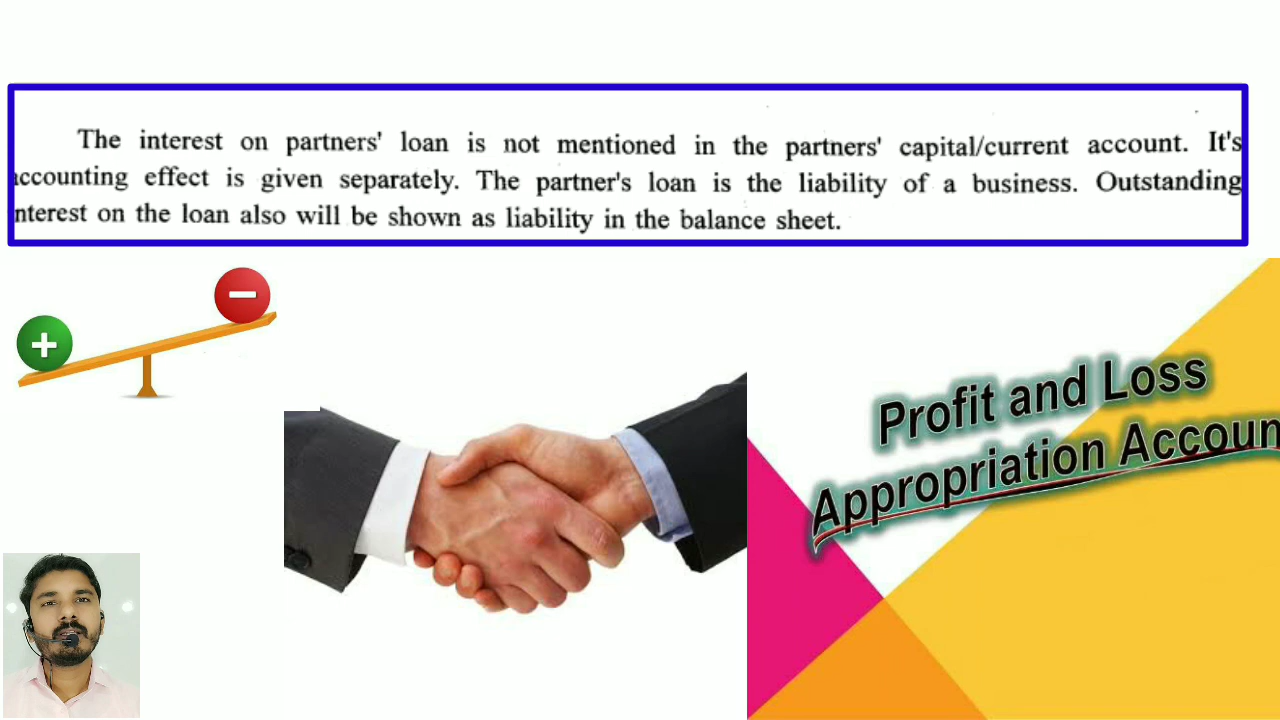 The interest on partners' loan is not mentioned in the partners' capital/current account. It's
accounting effect is given separately. The partner's loan is the liability of a business. Outstanding
nterest on the loan also will be shown as liability in the balance sheet.
Profit and Loss
Appropriation Accoun